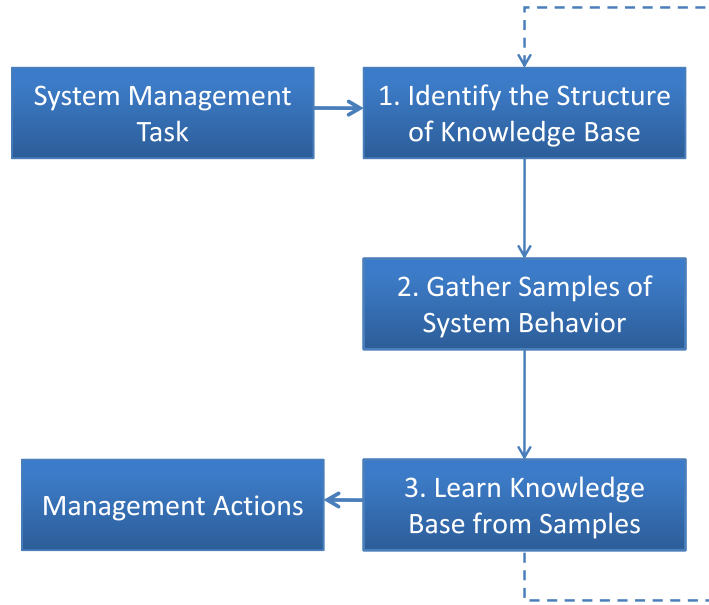 System Management
Task
1. Identify the Structure
of Knowledge Base
2. Gather Samples of
System Behavior
3. Learn Knowledge
Base from Samples
Management Actions